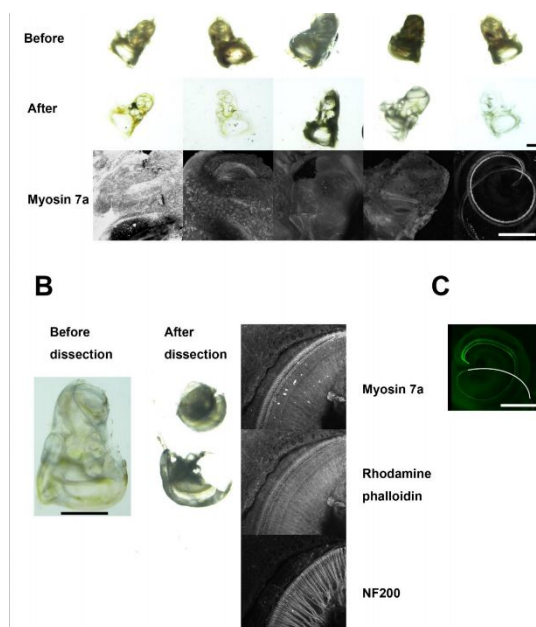 Before
After
Myosin 7a
B
C
Before
dissection
After
dissection
Myosin 7a
Rhodamine
phalloidin
NF200